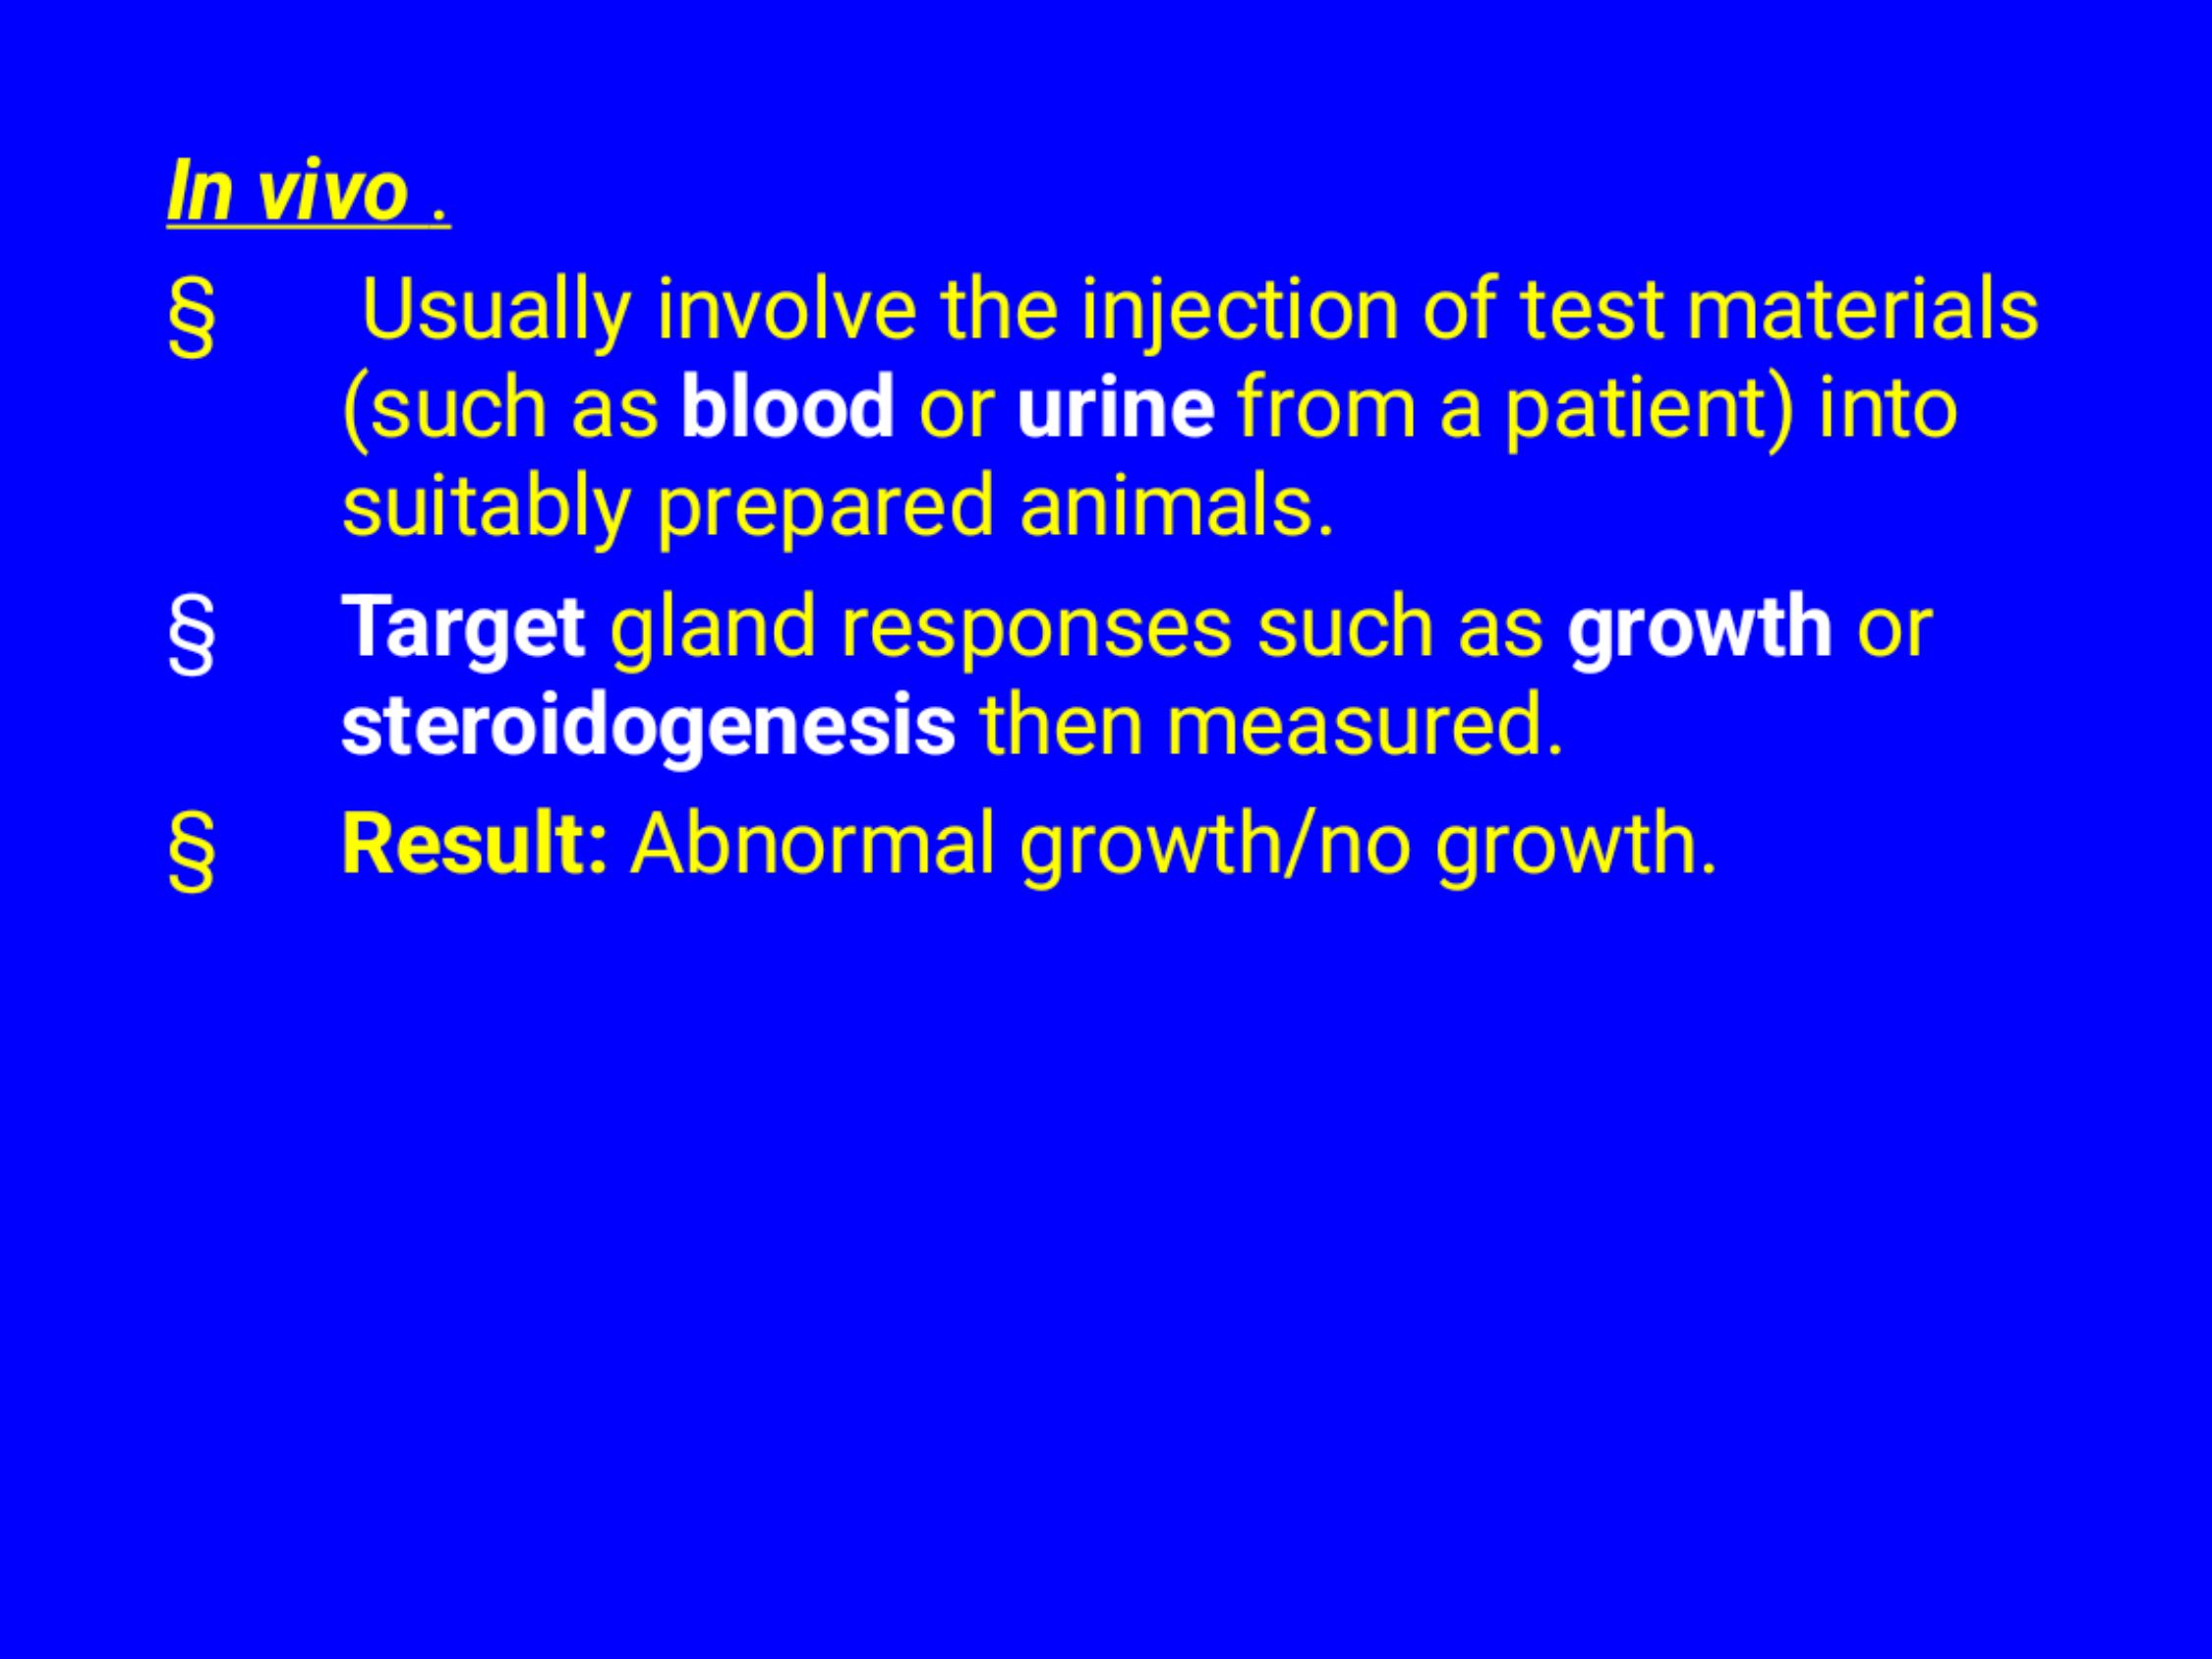 In vivo .
§ Usually involve the injection of test materials
(such as blood or urine from a patient) into
suitably prepared animals.
§ Target gland responses such as growth or
steroidogenesis then measured.
§ Result: Abnormal growth/no growth.